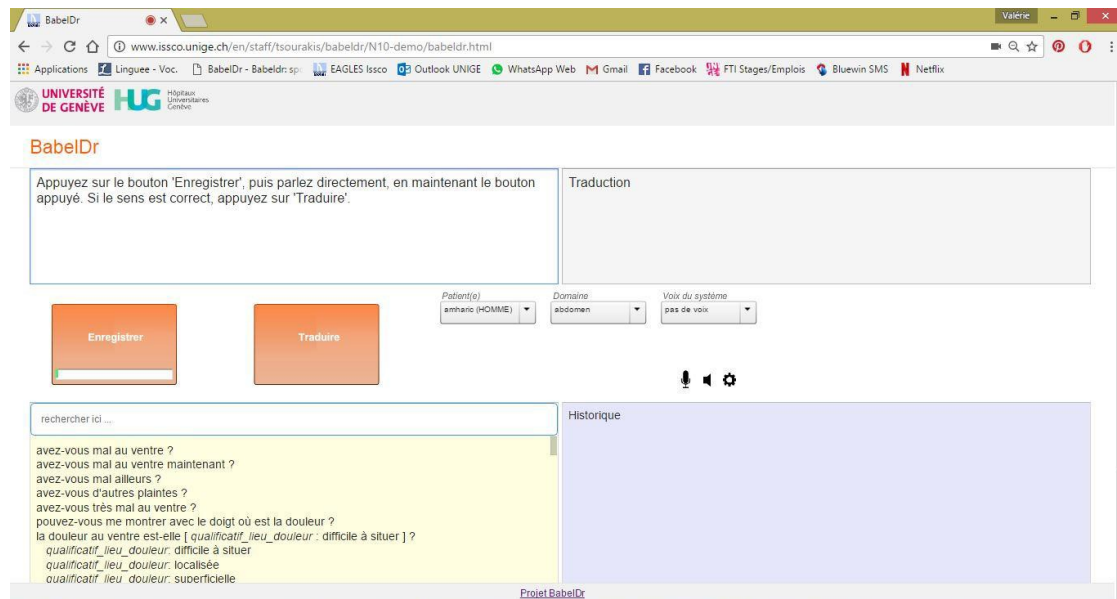 BabelDr
Valérie
www.issco.unige.ch/en/staff/tsourakis/babeldr/N10-demo/babeldr.html
Applications Linguee - Voc. BabelDr - Babeldr: sp EAGLES Issco Outlook UNIGE WhatsApp Web Gmail Facebook FTI Stages/Emplois Bluewin SMS Netflix
UNIVERSITÉ
DE GENÈVE
HUG
Hôpitaux
Universitaires
Genève
BabelDr
Appuyez sur le bouton 'Enregistrer', puis parlez directement, en maintenant le bouton
appuyé. Si le sens est correct, appuyez sur 'Traduire'.
Traduction
Patient(e) Domaine Voix du système
amharic (HOMME) abdomen pas de voix
Enregistrer
Traduire
rechercher ici ...
Historique
avez-vous mal au ventre ?
avez-vous mal au ventre maintenant ?
avez-vous mal ailleurs ?
avez-vous d'autres plaintes ?
avez-vous très mal au ventre ?
pouvez-vous me montrer avec le doigt où est la douleur ?
la douleur au ventre est-elle [ qualificatif_lieu_douleur : difficile à situer ] ?
qualificatif_lieu_douleur: difficile à situer
qualificatif_lieu_douleur: localisée
qualificatif_lieu_douleur: superficielle
Projet BabelDr